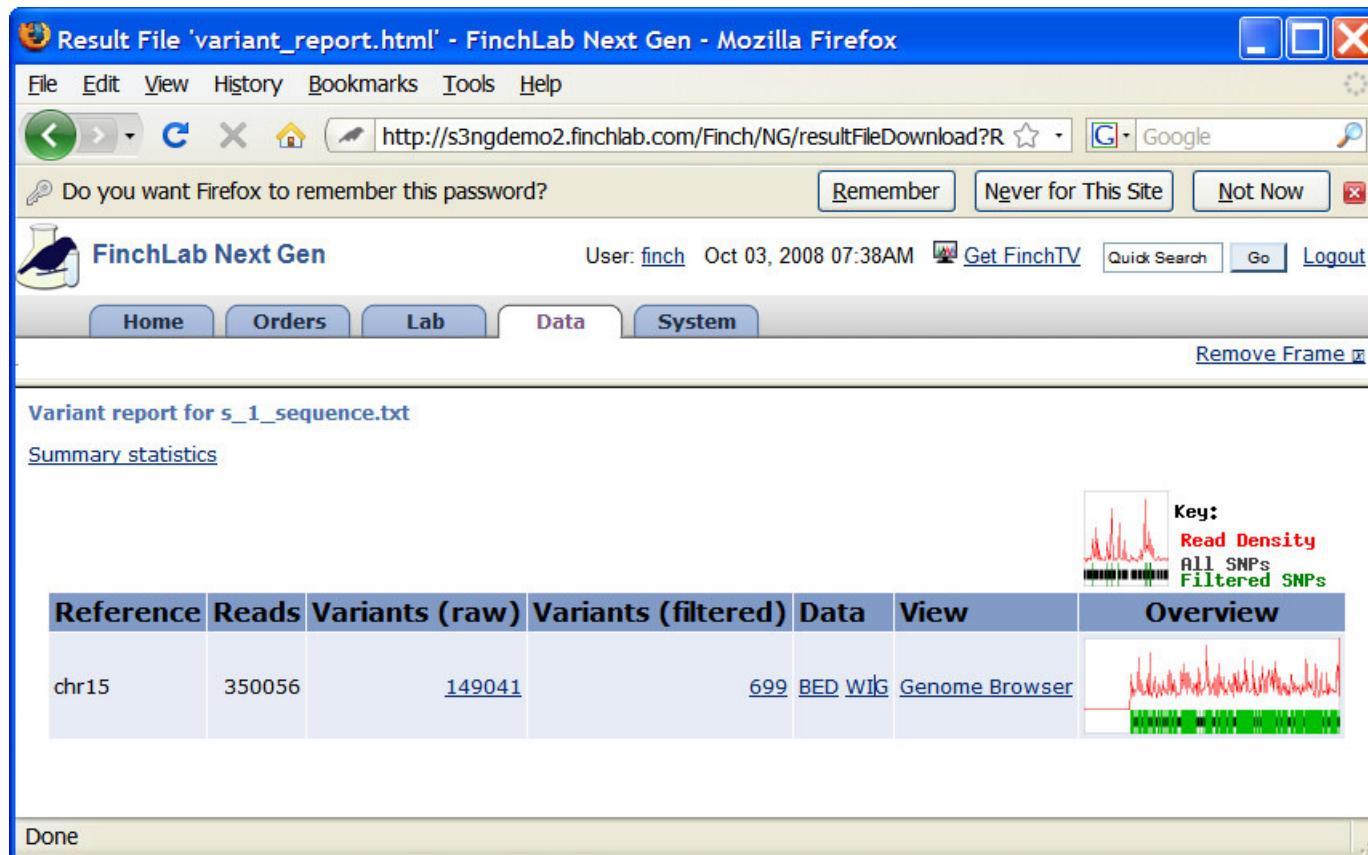 Result File 'variant_report.html' - FinchLab Next Gen - Mozilla Firefox
File Edit View History Bookmarks Tools Help
http://s3ngdemo2.finchlab.com/Finch/NG/resultFileDownload?R G Google
Do you want Firefox to remember this password? Remember Never for This Site Not Now
FinchLab Next Gen User: finch Oct 03, 2008 07:38AM Get FinchTV Quick Search Go Logout
Home Orders Lab Data System
Remove Frame
Variant report for s_1_sequence.txt
Summary statistics
Key:
Read Density
All SNPs
Filtered SNPs
Reference Reads Variants (raw) Variants (filtered) Data View Overview
chr15 350056 149041 699 BED WIG Genome Browser
Done